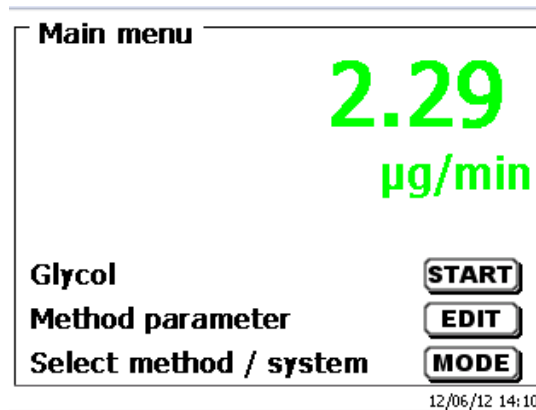 Main menu
2.29
µg/min
Glycol START
Method parameter EDIT
Select method / system MODE
12/06/12 14:10